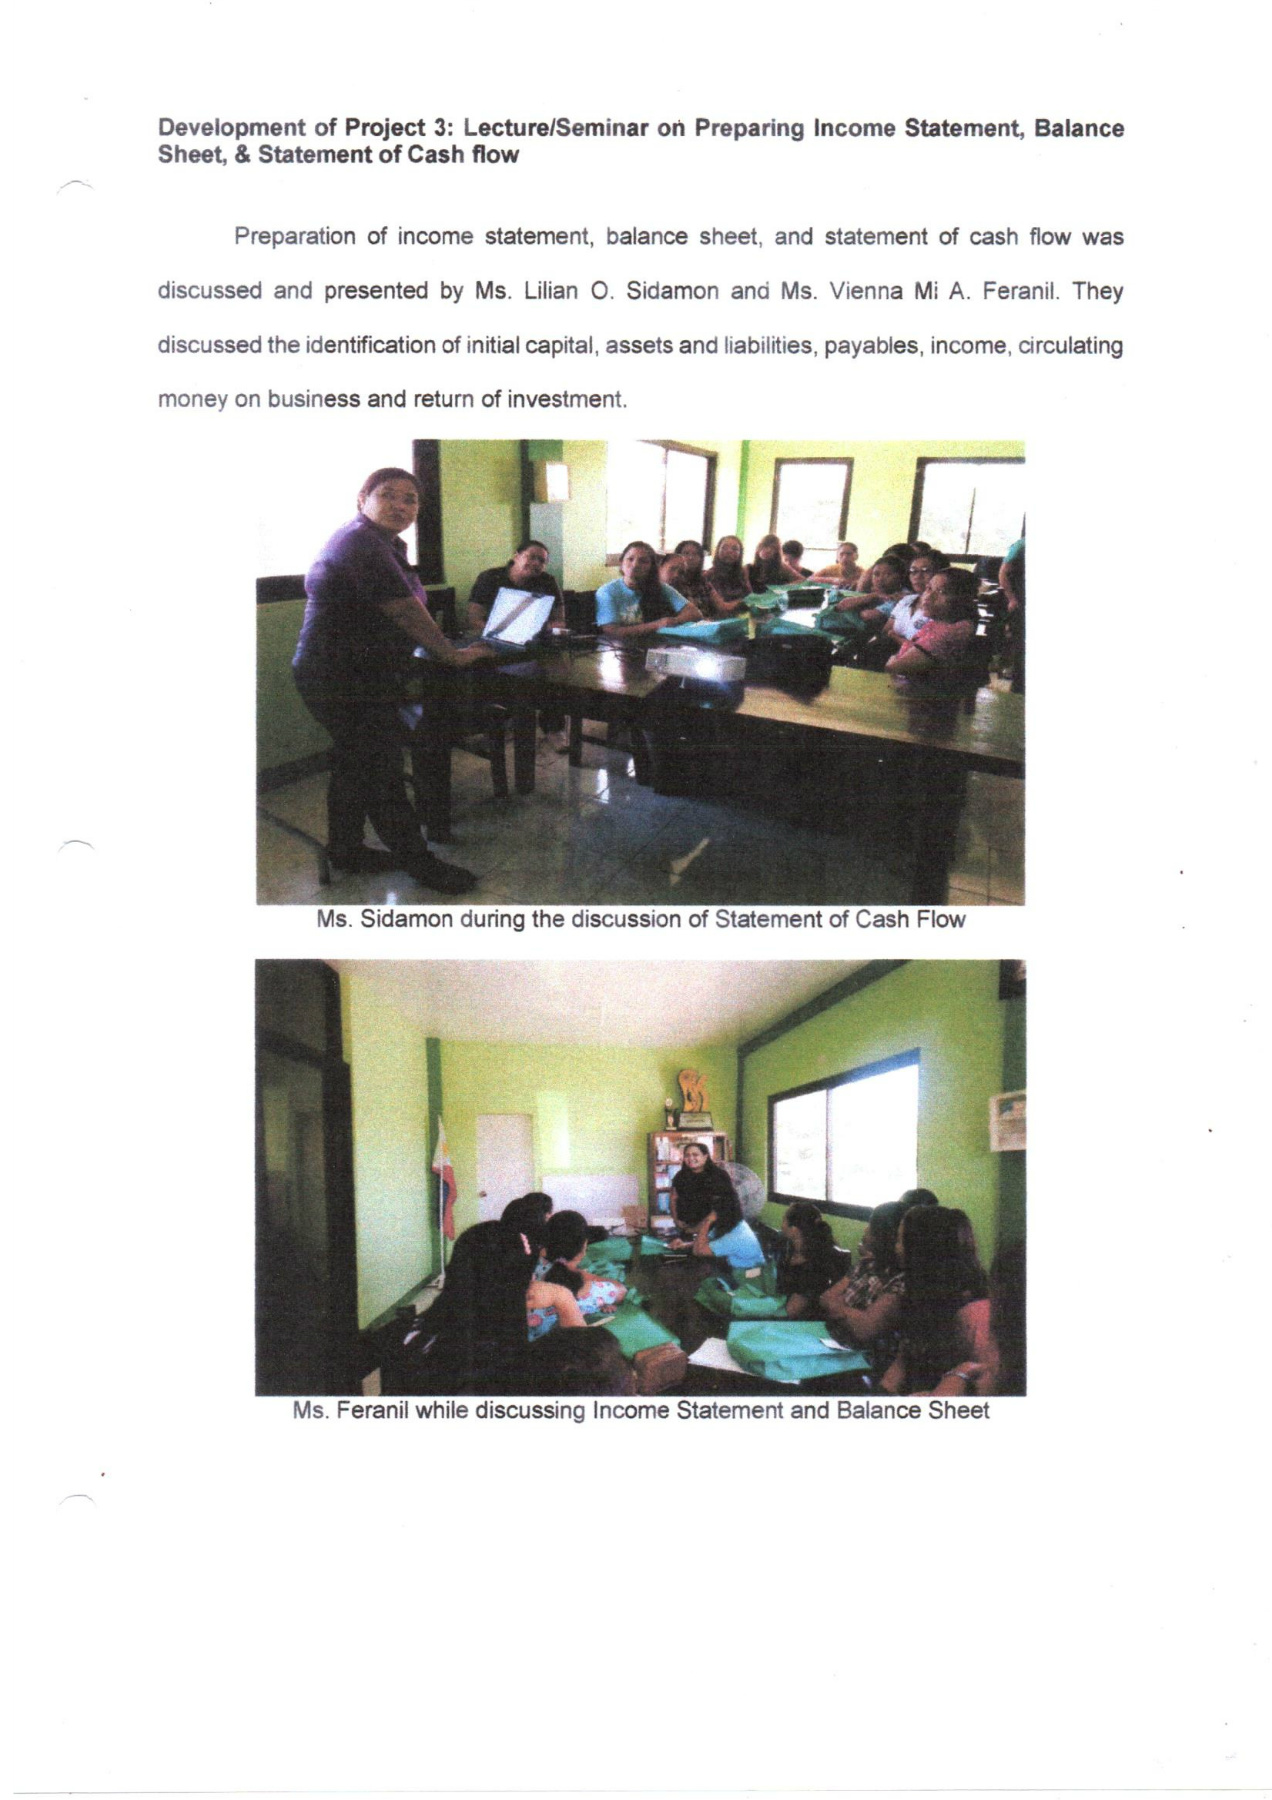 Development of Project 3: Lecture/Seminar on Preparing Income Statement, Balance
Sheet, & Statement of Cash flow
Preparation of income statement, balance sheet, and statement of cash flow was
discussed and presented by Ms. Lilian O. Sidamon and Ms. Vienna Mi A. Feranil. They
discussed the identification of initial capital, assets and liabilities, payables, income, circulating
money on business and return of investment.
Ms. Sidamon during the discussion of Statement of Cash Flow
Ms. Feranil while discussing Income Statement and Balance Sheet